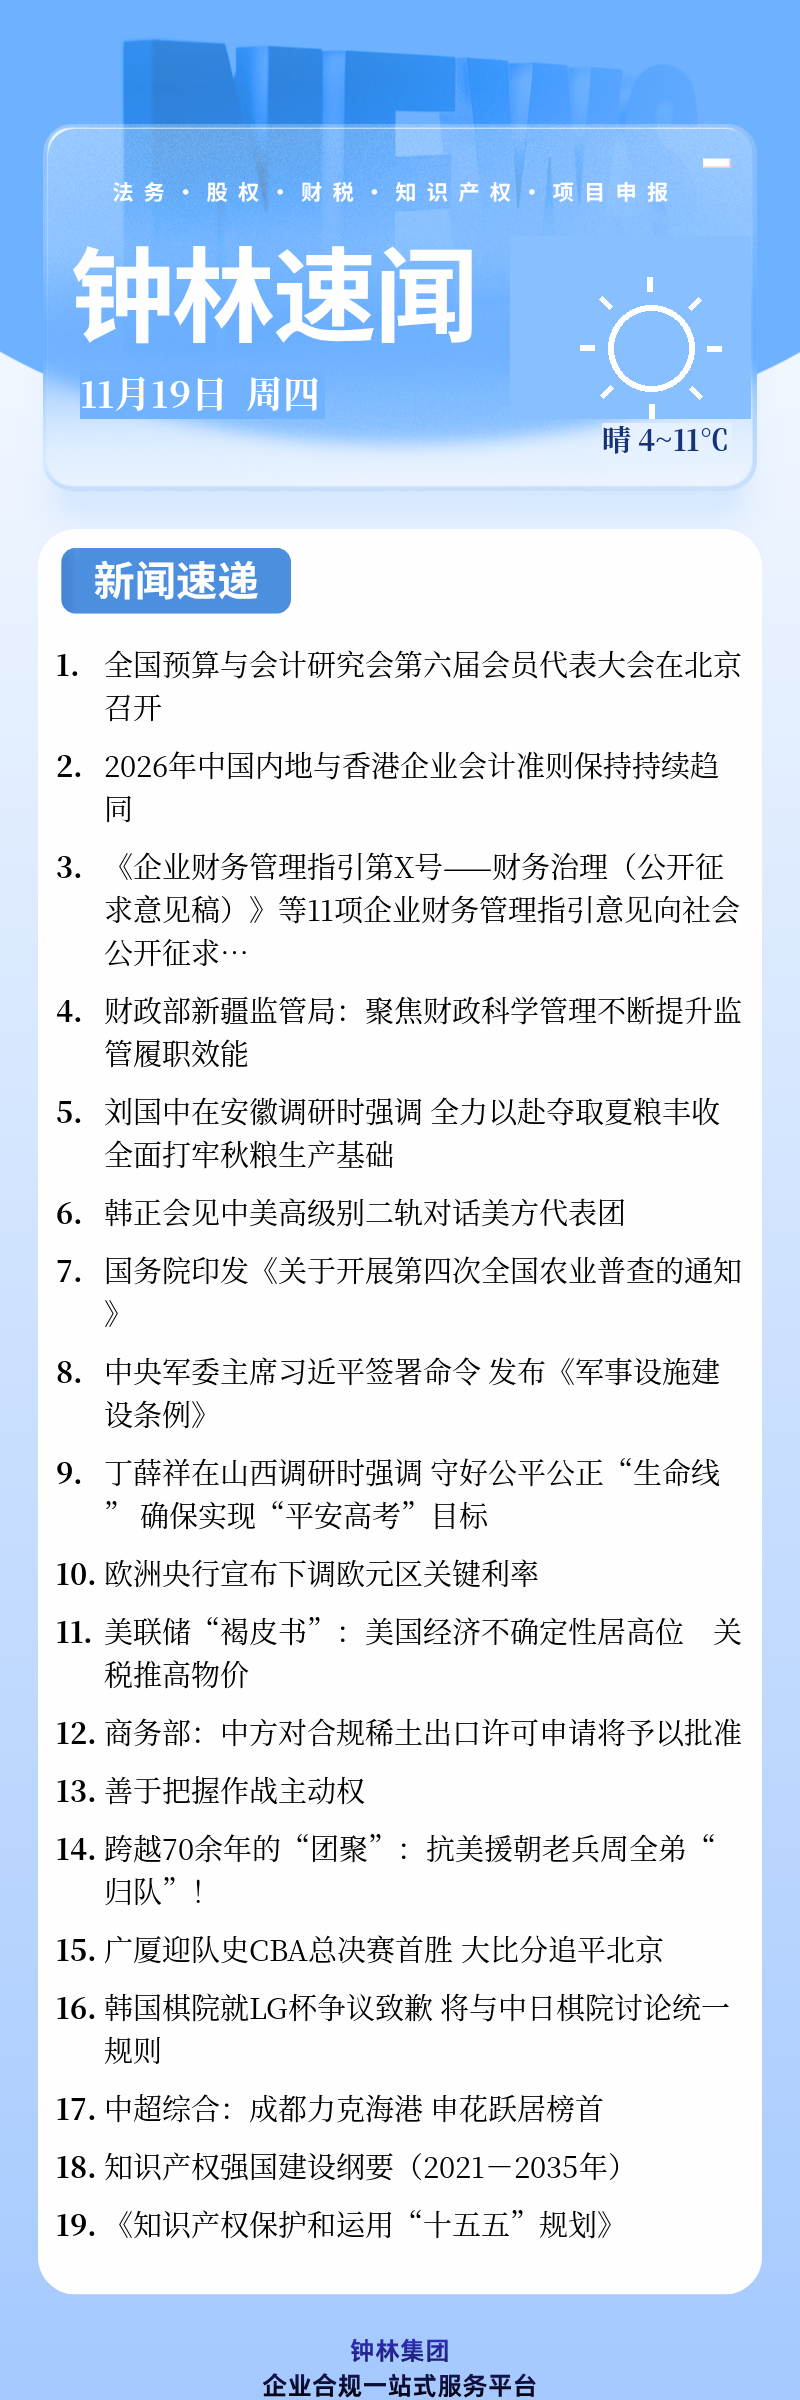 NEWS
法务·股权·财税·知识产权·项目申报
钟林速闻
11月19日 周四
晴 4~11℃
新闻速递
1. 全国预算与会计研究会第六届会员代表大会在北京
召开
2. 2026年中国内地与香港企业会计准则保持持续趋
同
3. 《企业财务管理指引第X号——财务治理（公开征
求意见稿）》等11项企业财务管理指引意见向社会
公开征求…
4. 财政部新疆监管局：聚焦财政科学管理不断提升监
管履职效能
5. 刘国中在安徽调研时强调 全力以赴夺取夏粮丰收
全面打牢秋粮生产基础
6. 韩正会见中美高级别二轨对话美方代表团
7. 国务院印发《关于开展第四次全国农业普查的通知
》
8. 中央军委主席习近平签署命令 发布《军事设施建
设条例》
9. 丁薛祥在山西调研时强调 守好公平公正“生命线
” 确保实现“平安高考”目标
10. 欧洲央行宣布下调欧元区关键利率
11. 美联储“褐皮书”：美国经济不确定性居高位　关
税推高物价
12. 商务部：中方对合规稀土出口许可申请将予以批准
13. 善于把握作战主动权
14. 跨越70余年的“团聚”：抗美援朝老兵周全弟“
归队”！
15. 广厦迎队史CBA总决赛首胜 大比分追平北京
16. 韩国棋院就LG杯争议致歉 将与中日棋院讨论统一
规则
17. 中超综合：成都力克海港 申花跃居榜首
18. 知识产权强国建设纲要（2021－2035年）
19. 《知识产权保护和运用“十五五”规划》
钟林集团
企业合规一站式服务平台